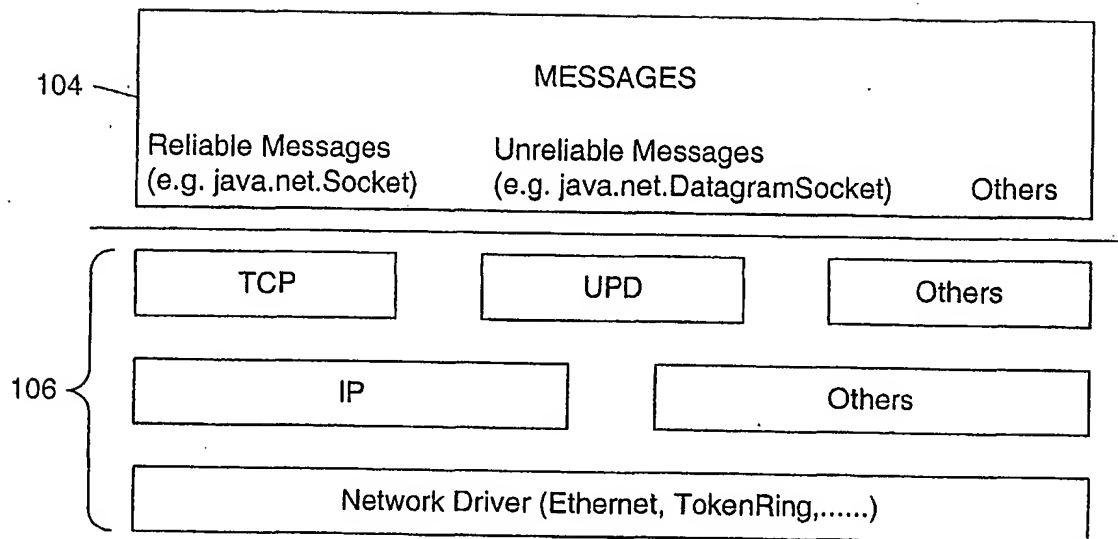 104
MESSAGES
Reliable Messages
(e.g. java.net.Socket)
Unreliable Messages
(e.g. java.net.DatagramSocket)
Others
TCP
UPD
Others
106
IP
Others
Network Driver (Ethernet, TokenRing,......)